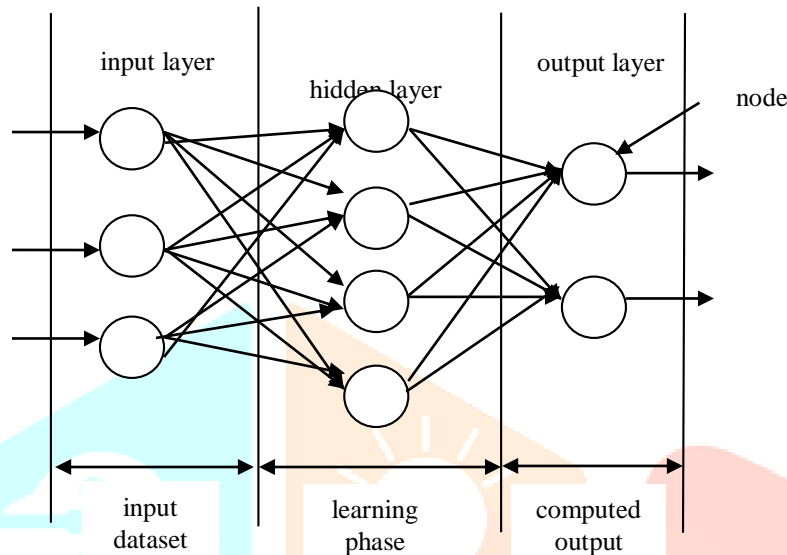 input layer
hidden layer
output layer
node
input
dataset
learning
phase
computed
output